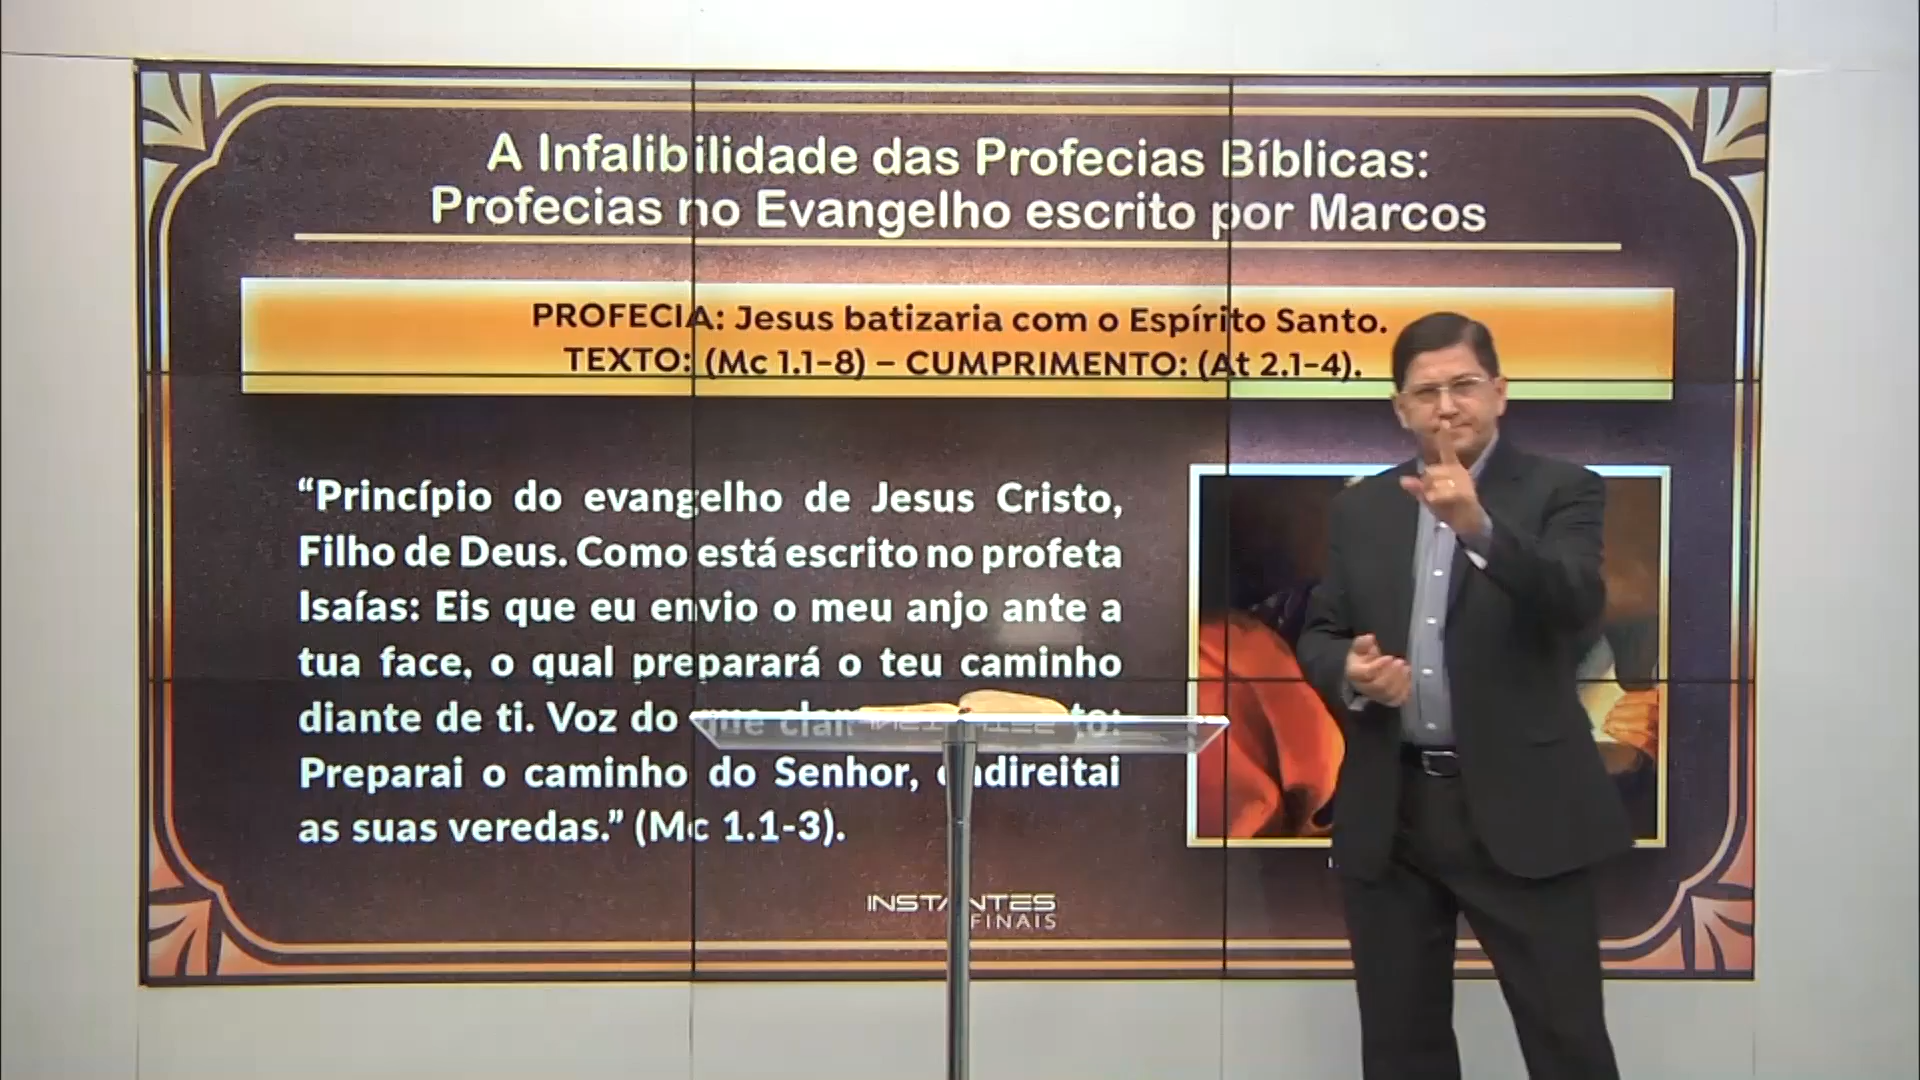 A Infalibilidade das Profecias Bíblicas:
Profecias no Evangelho escrito por Marcos
PROFECIA: Jesus batizaria com o Espírito Santo.
TEXTO: (Mc 1.1-8) – CUMPRIMENTO: (At 2.1-4).
“Princípio do evangelho de Jesus Cristo,
Filho de Deus. Como está escrito no profeta
Isaías: Eis que eu envio o meu anjo ante a
tua face, o qual preparará o teu caminho
diante de ti. Voz do que
Preparai o caminho do Senhor, endireitai
as suas veredas.” (Mc 1.1-3).
INSTANTES
FINAIS